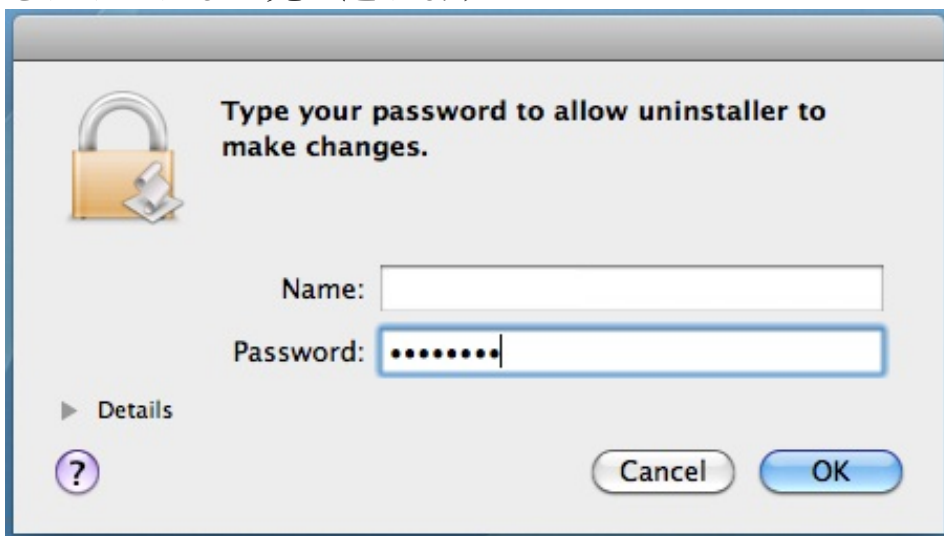 Type your password to allow uninstaller to
make changes.
Name:
Password: ••••••••
Details
?
Cancel OK